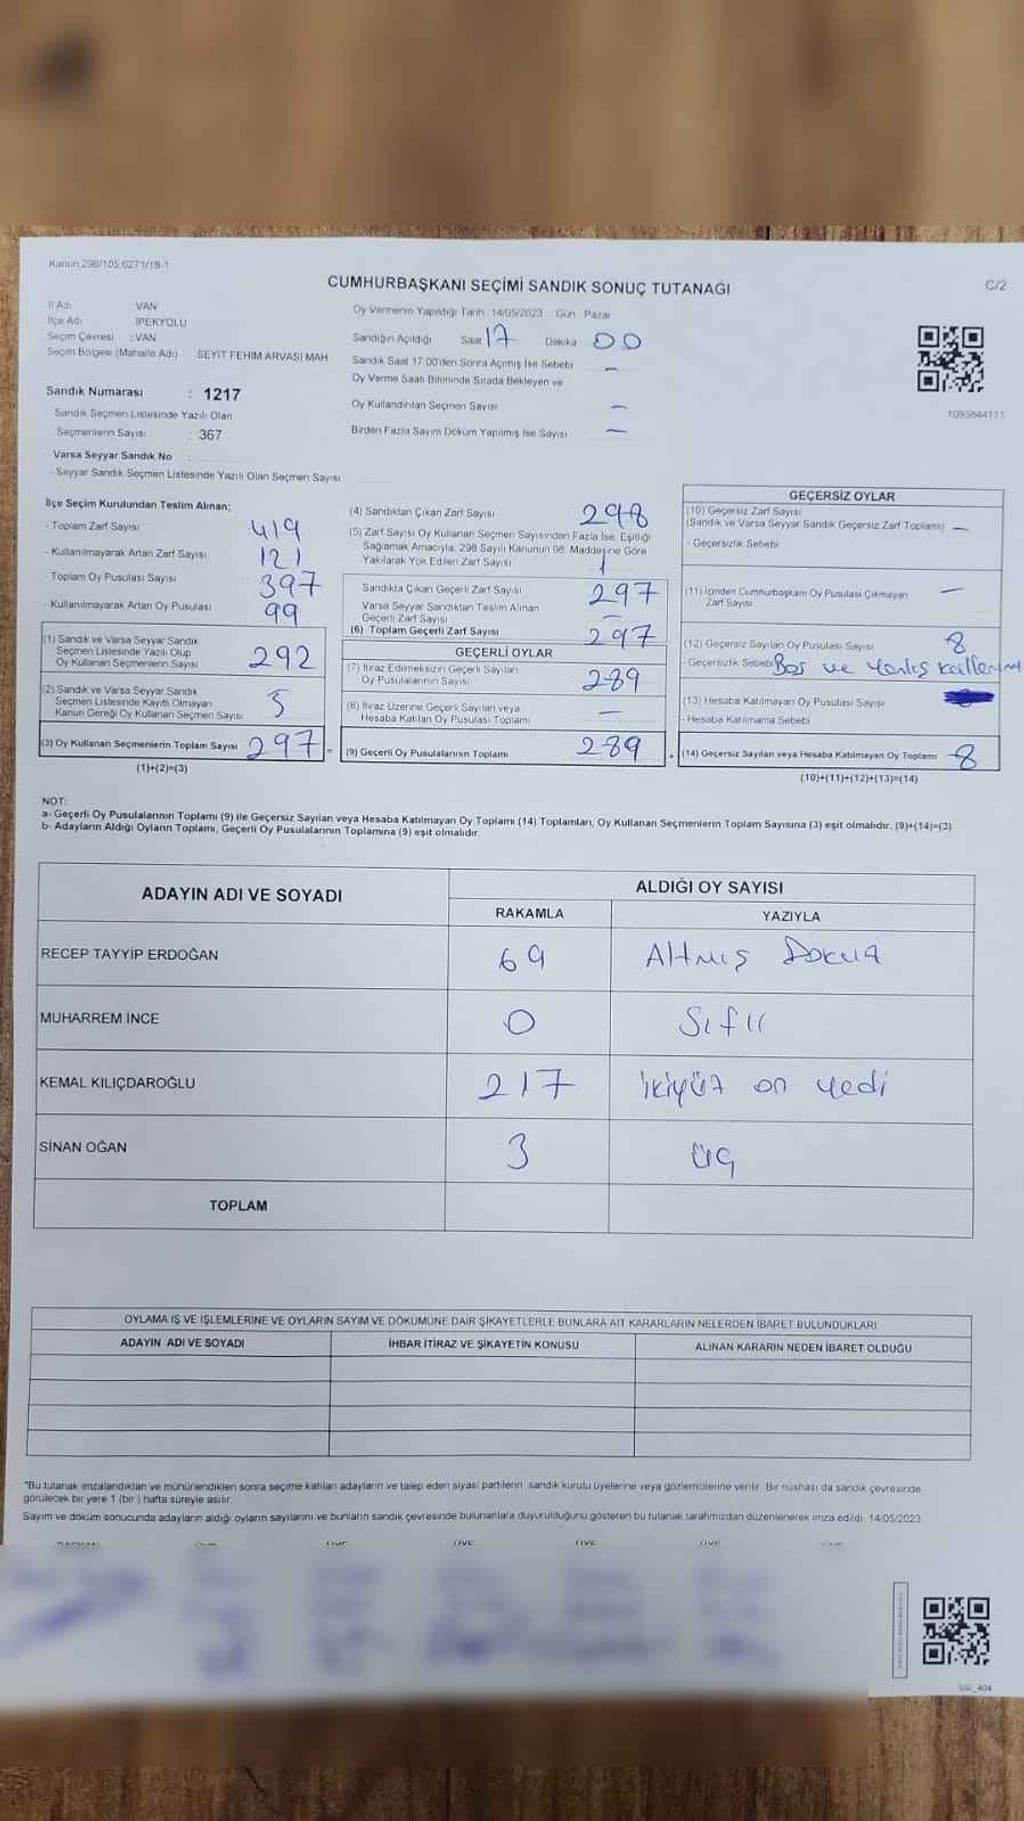 Kanun 298/105,6271/18-1
CUMHURBAŞKANI SEÇİMİ SANDIK SONUÇ TUTANAĞI
C/2
İl Adı : VAN
İlçe Adı : İPEKYOLU
Seçim Çevresi : VAN
Seçim Bölgesi (Mahalle Adı) SEYİT FEHİM ARVASİ MAH
Sandık Numarası : 1217
Sandık Seçmen Listesinde Yazılı Olan
Seçmenlerin Sayısı : 367
Varsa Seyyar Sandık No :
- Seyyar Sandık Seçmen Listesinde Yazılı Olan Seçmen Sayısı
Oy Vermenin Yapıldığı Tarih 14/05/2023 Gün Pazar
Sandığın Açıldığı Saat 17 Dakika 00
Sandık Saat 17:00'den Sonra Açılmış İse Sebebi –
Oy Verme Saati Bitiminde Sırada Bekleyen ve
Oy Kullandırılan Seçmen Sayısı –
Birden Fazla Sayım Döküm Yapılmış İse Sayısı –
1093844111
İlçe Seçim Kurulundan Teslim Alınan;
- Toplam Zarf Sayısı 419
- Kullanılmayarak Artan Zarf Sayısı 121
- Toplam Oy Pusulası Sayısı 397
- Kullanılmayarak Artan Oy Pusulası 99
(1) Sandık ve Varsa Seyyar Sandık
Seçmen Listesinde Yazılı Olup
Oy Kullanan Seçmenlerin Sayısı 292
(2) Sandık ve Varsa Seyyar Sandık
Seçmen Listesinde Kayıtlı Olmayan
Kanun Gereği Oy Kullanan Seçmen Sayısı 5
(3) Oy Kullanan Seçmenlerin Toplam Sayısı 297 =
(1)+(2)=(3)
(4) Sandıktan Çıkan Zarf Sayısı 298
(5) Zarf Sayısı Oy Kullanan Seçmen Sayısından Fazla İse, Eşitliği
Sağlamak Amacıyla, 298 Sayılı Kanunun 98. Maddesine Göre
Yakılarak Yok Edilen Zarf Sayısı 1
Sandıkta Çıkan Geçerli Zarf Sayısı 297
Varsa Seyyar Sandıktan Teslim Alınan
Geçerli Zarf Sayısı –
(6) Toplam Geçerli Zarf Sayısı 297
GEÇERLİ OYLAR
(7) İtiraz Edilmeksizin Geçerli Sayılan
Oy Pusulalarının Sayısı 289
(8) İtiraz Üzerine Geçerli Sayılan veya
Hesaba Katılan Oy Pusulası Toplamı –
(9) Geçerli Oy Pusulalarının Toplamı 289 +
GEÇERSİZ OYLAR
(10) Geçersiz Zarf Sayısı
(Sandık ve Varsa Seyyar Sandık Geçersiz Zarf Toplamı) –
- Geçersizlik Sebebi
(11) İçinden Cumhurbaşkanı Oy Pusulası Çıkmayan
Zarf Sayısı –
(12) Geçersiz Sayılan Oy Pusulası Sayısı 8
- Geçersizlik Sebebi Boş ve Yanlış
(13) Hesaba Katılmayan Oy Pusulası Sayısı
- Hesaba Katılmama Sebebi
(14) Geçersiz Sayılan veya Hesaba Katılmayan Oy Toplamı 8
(10)+(11)+(12)+(13)=(14)
NOT:
a- Geçerli Oy Pusulalarının Toplamı (9) ile Geçersiz Sayılan veya Hesaba Katılmayan Oy Toplamı (14) Toplamları, Oy Kullanan Seçmenlerin Toplam Sayısına (3) eşit olmalıdır. (9)+(14)=(3)
b- Adayların Aldığı Oyların Toplamı, Geçerli Oy Pusulalarının Toplamına (9) eşit olmalıdır.
ADAYIN ADI VE SOYADI ALDIĞI OY SAYISI
RAKAMLA YAZIYLA
RECEP TAYYİP ERDOĞAN 69 Altmış Dokuz
MUHARREM İNCE 0 Sıfır
KEMAL KILIÇDAROĞLU 217 ikiyüz on yedi
SİNAN OĞAN 3 üç
TOPLAM
OYLAMA İŞ VE İŞLEMLERİNE VE OYLARIN SAYIM VE DÖKÜMÜNE DAİR ŞİKAYETLERLE BUNLARA AİT KARARLARIN NELERDEN İBARET BULUNDUKLARI
ADAYIN ADI VE SOYADI İHBAR İTİRAZ VE ŞİKAYETİN KONUSU ALINAN KARARIN NEDEN İBARET OLDUĞU
*Bu tutanak imzalandıktan ve mühürlendikten sonra seçime katılan adayların ve talep eden siyasi partilerin sandık kurulu üyelerine veya gözlemcilerine verilir. Bir nüshası da sandık çevresinde
görülecek bir yere 1 (bir) hafta süreyle asılır.
Sayım ve döküm sonucunda adayların aldığı oyların sayılarını ve bunların sandık çevresinde bulunanlara duyurulduğunu gösteren bu tutanak tarafımızdan düzenlenerek imza edildi. 14/05/2023